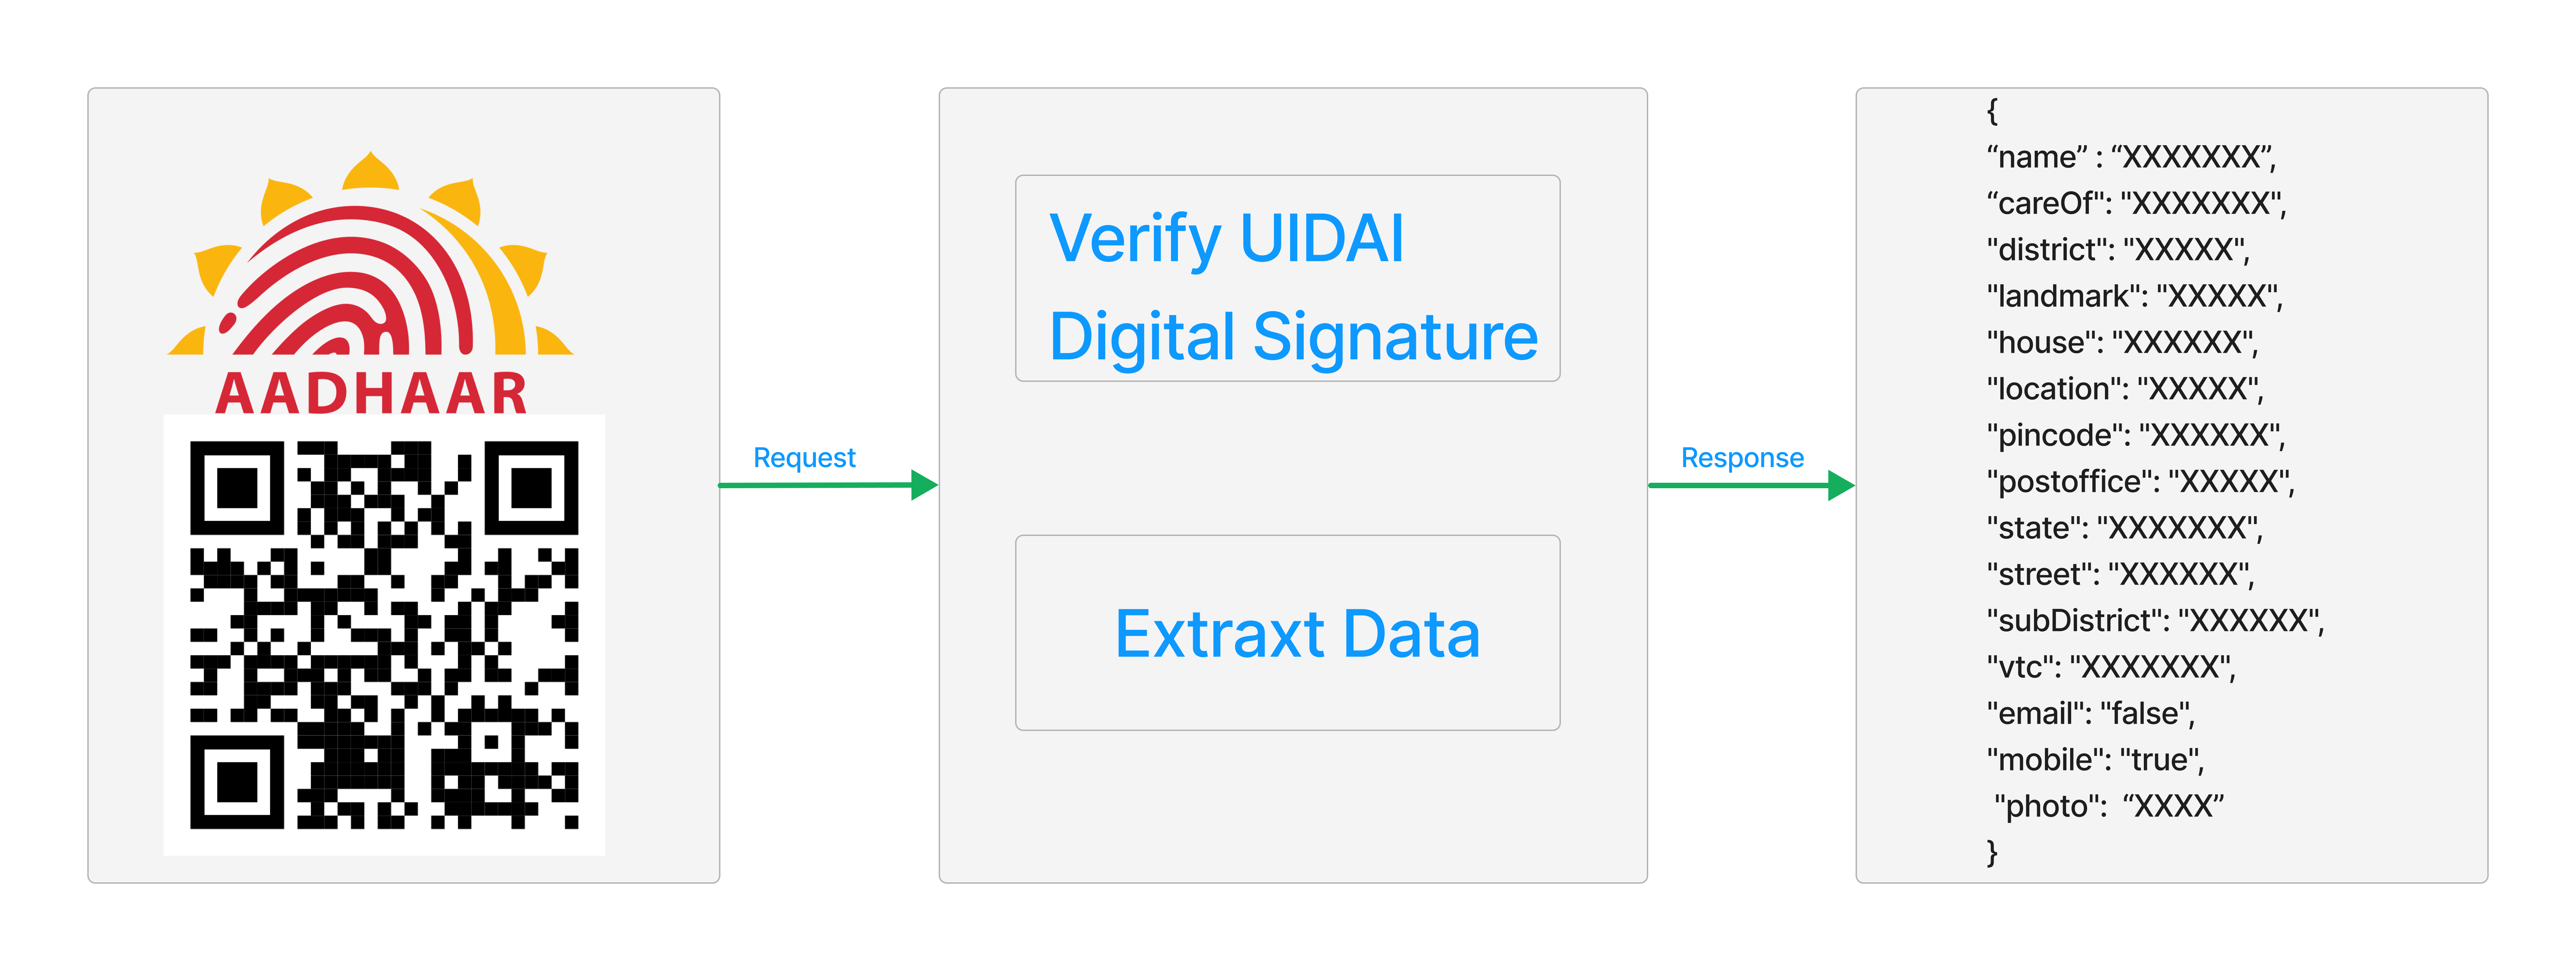 AADHAAR
Request
Verify UIDAI
Digital Signature
Extraxt Data
Response
{
“name” : “XXXXXXX”,
“careOf": "XXXXXXX",
"district": "XXXXX",
"landmark": "XXXXX",
"house": "XXXXXX",
"location": "XXXXX",
"pincode": "XXXXXX",
"postoffice": "XXXXX",
"state": "XXXXXXX",
"street": "XXXXXX",
"subDistrict": "XXXXXX",
"vtc": "XXXXXXX",
"email": "false",
"mobile": "true",
"photo": “XXXX”
}